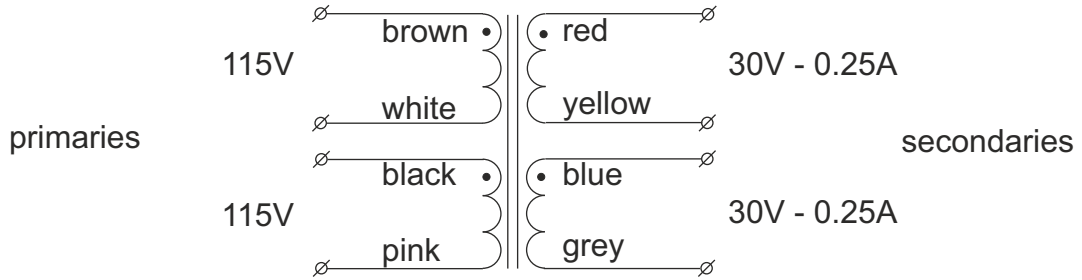 brown
red
115V
30V - 0.25A
white
yellow
primaries
secondaries
black
blue
115V
30V - 0.25A
pink
grey